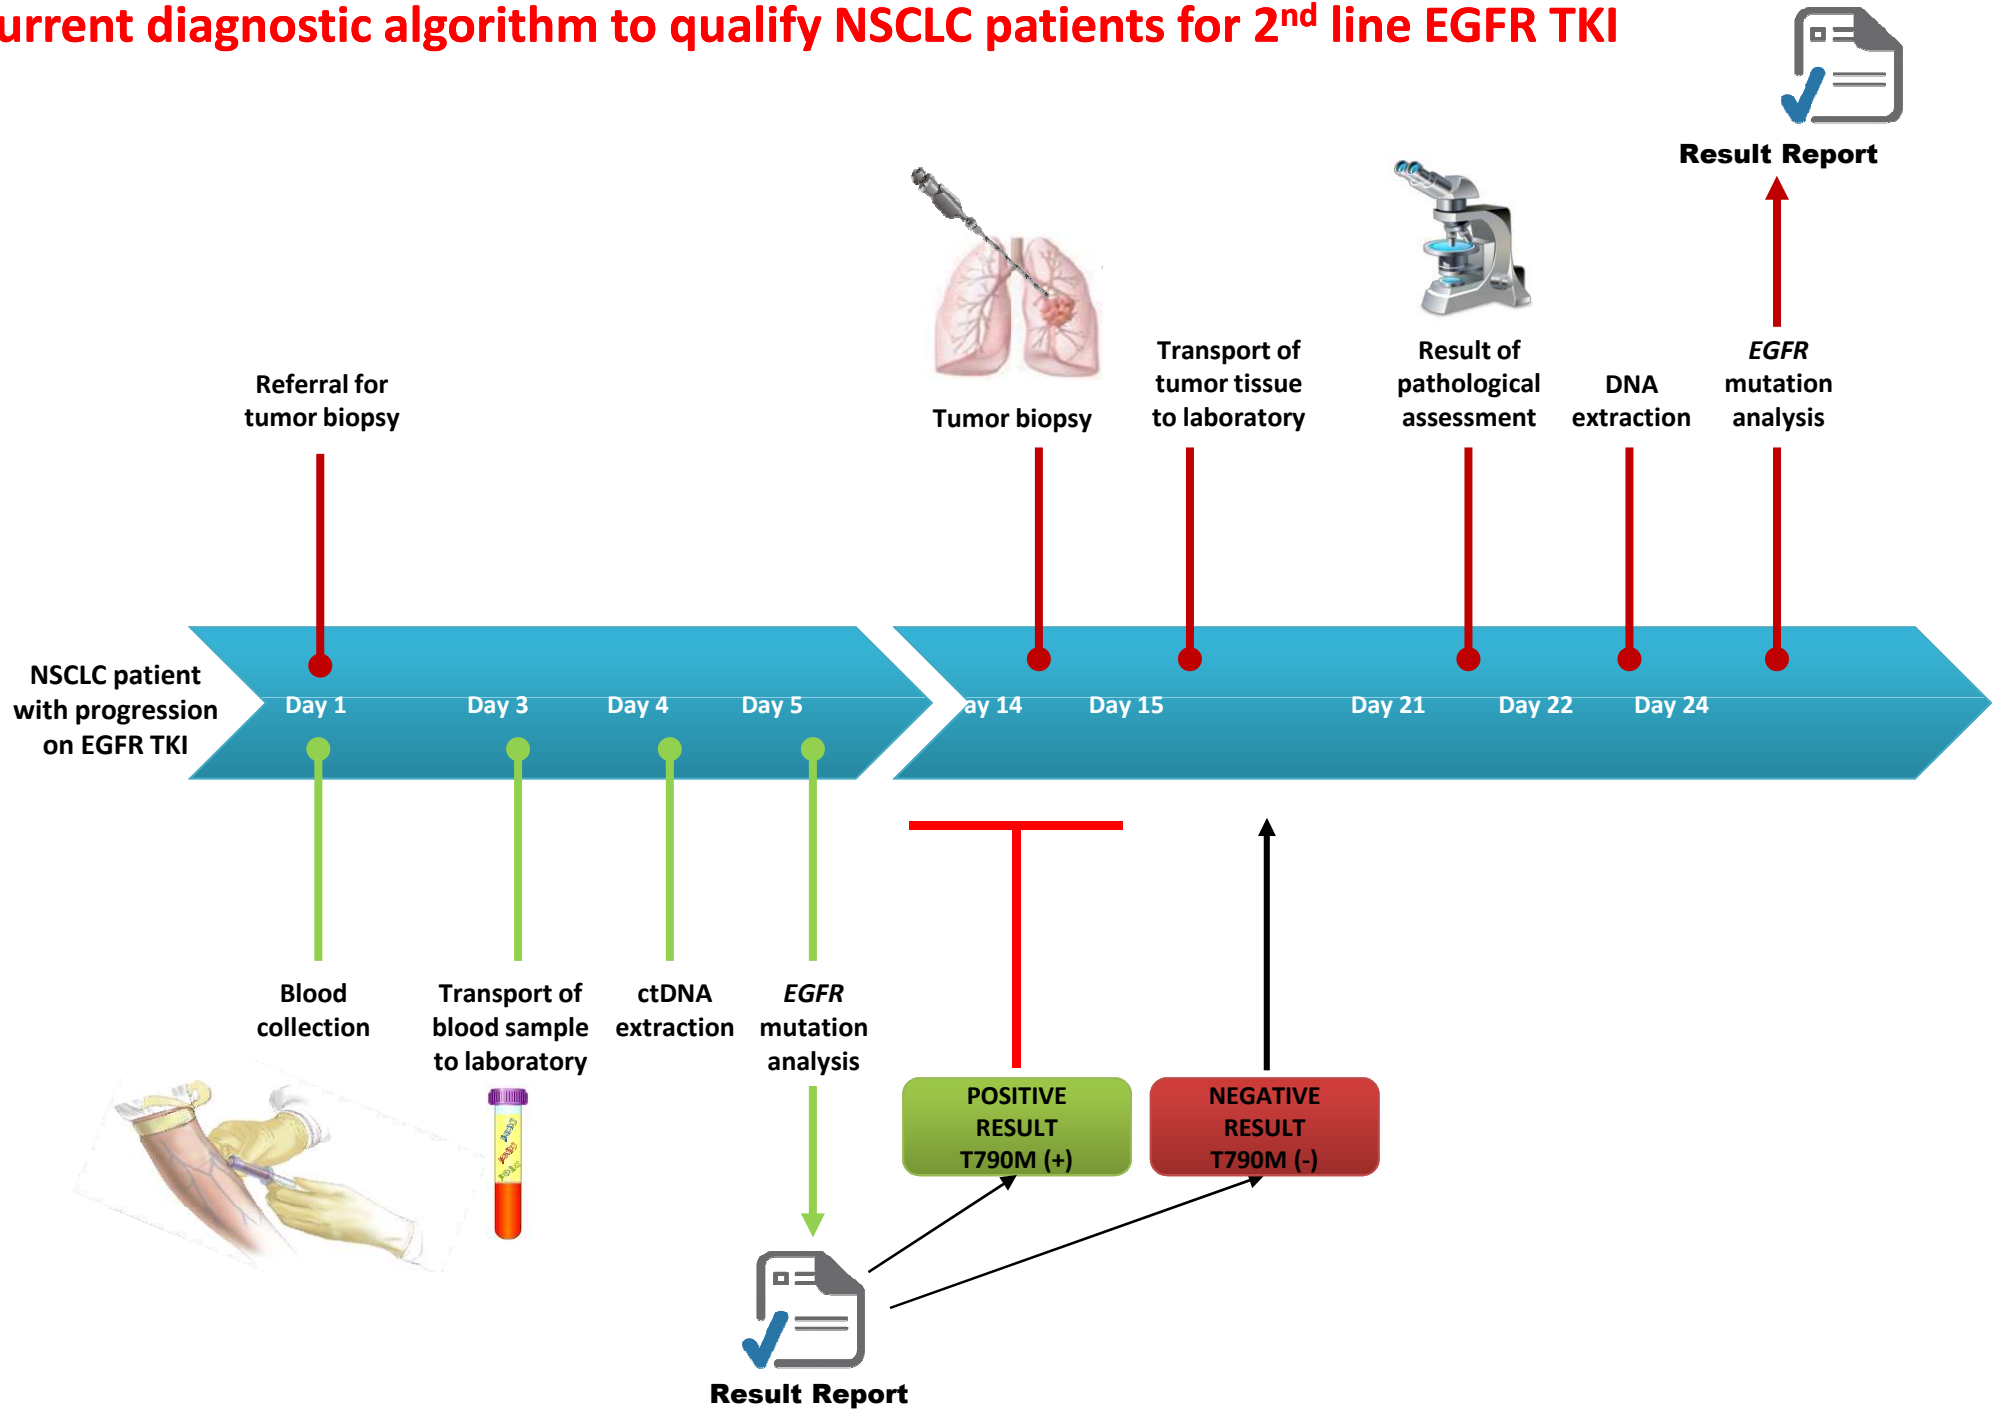 urrent diagnostic algorithm to qualify NSCLC patients for 2nd line EGFR TKI
Result Report
Referral for
tumor biopsy
Tumor biopsy
Transport of
tumor tissue
to laboratory
Result of
pathological
assessment
DNA
extraction
EGFR
mutation
analysis
NSCLC patient
with progression
on EGFR TKI
Day 1
Day 3
Day 4
Day 5
ay 14
Day 15
Day 21
Day 22
Day 24
Blood
collection
Transport of
blood sample
to laboratory
ctDNA
extraction
EGFR
mutation
analysis
POSITIVE
RESULT
T790M (+)
NEGATIVE
RESULT
T790M (-)
Result Report